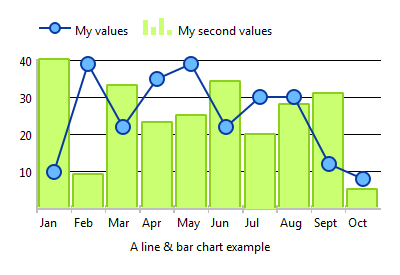 My values My second values
40
30
20
10
Jan Feb Mar Apr May Jun Jul Aug Sept Oct
A line & bar chart example